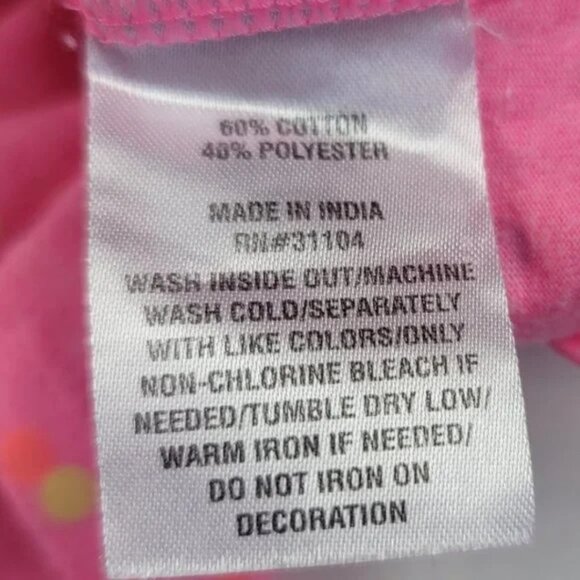 60% COTTON
40% POLYESTER
MADE IN INDIA
RN#31104
WASH INSIDE OUT/MACHINE
WASH COLD/SEPARATELY
WITH LIKE COLORS/ONLY
NON-CHLORINE BLEACH IF
NEEDED/TUMBLE DRY LOW/
WARM IRON IF NEEDED/
DO NOT IRON ON
DECORATION